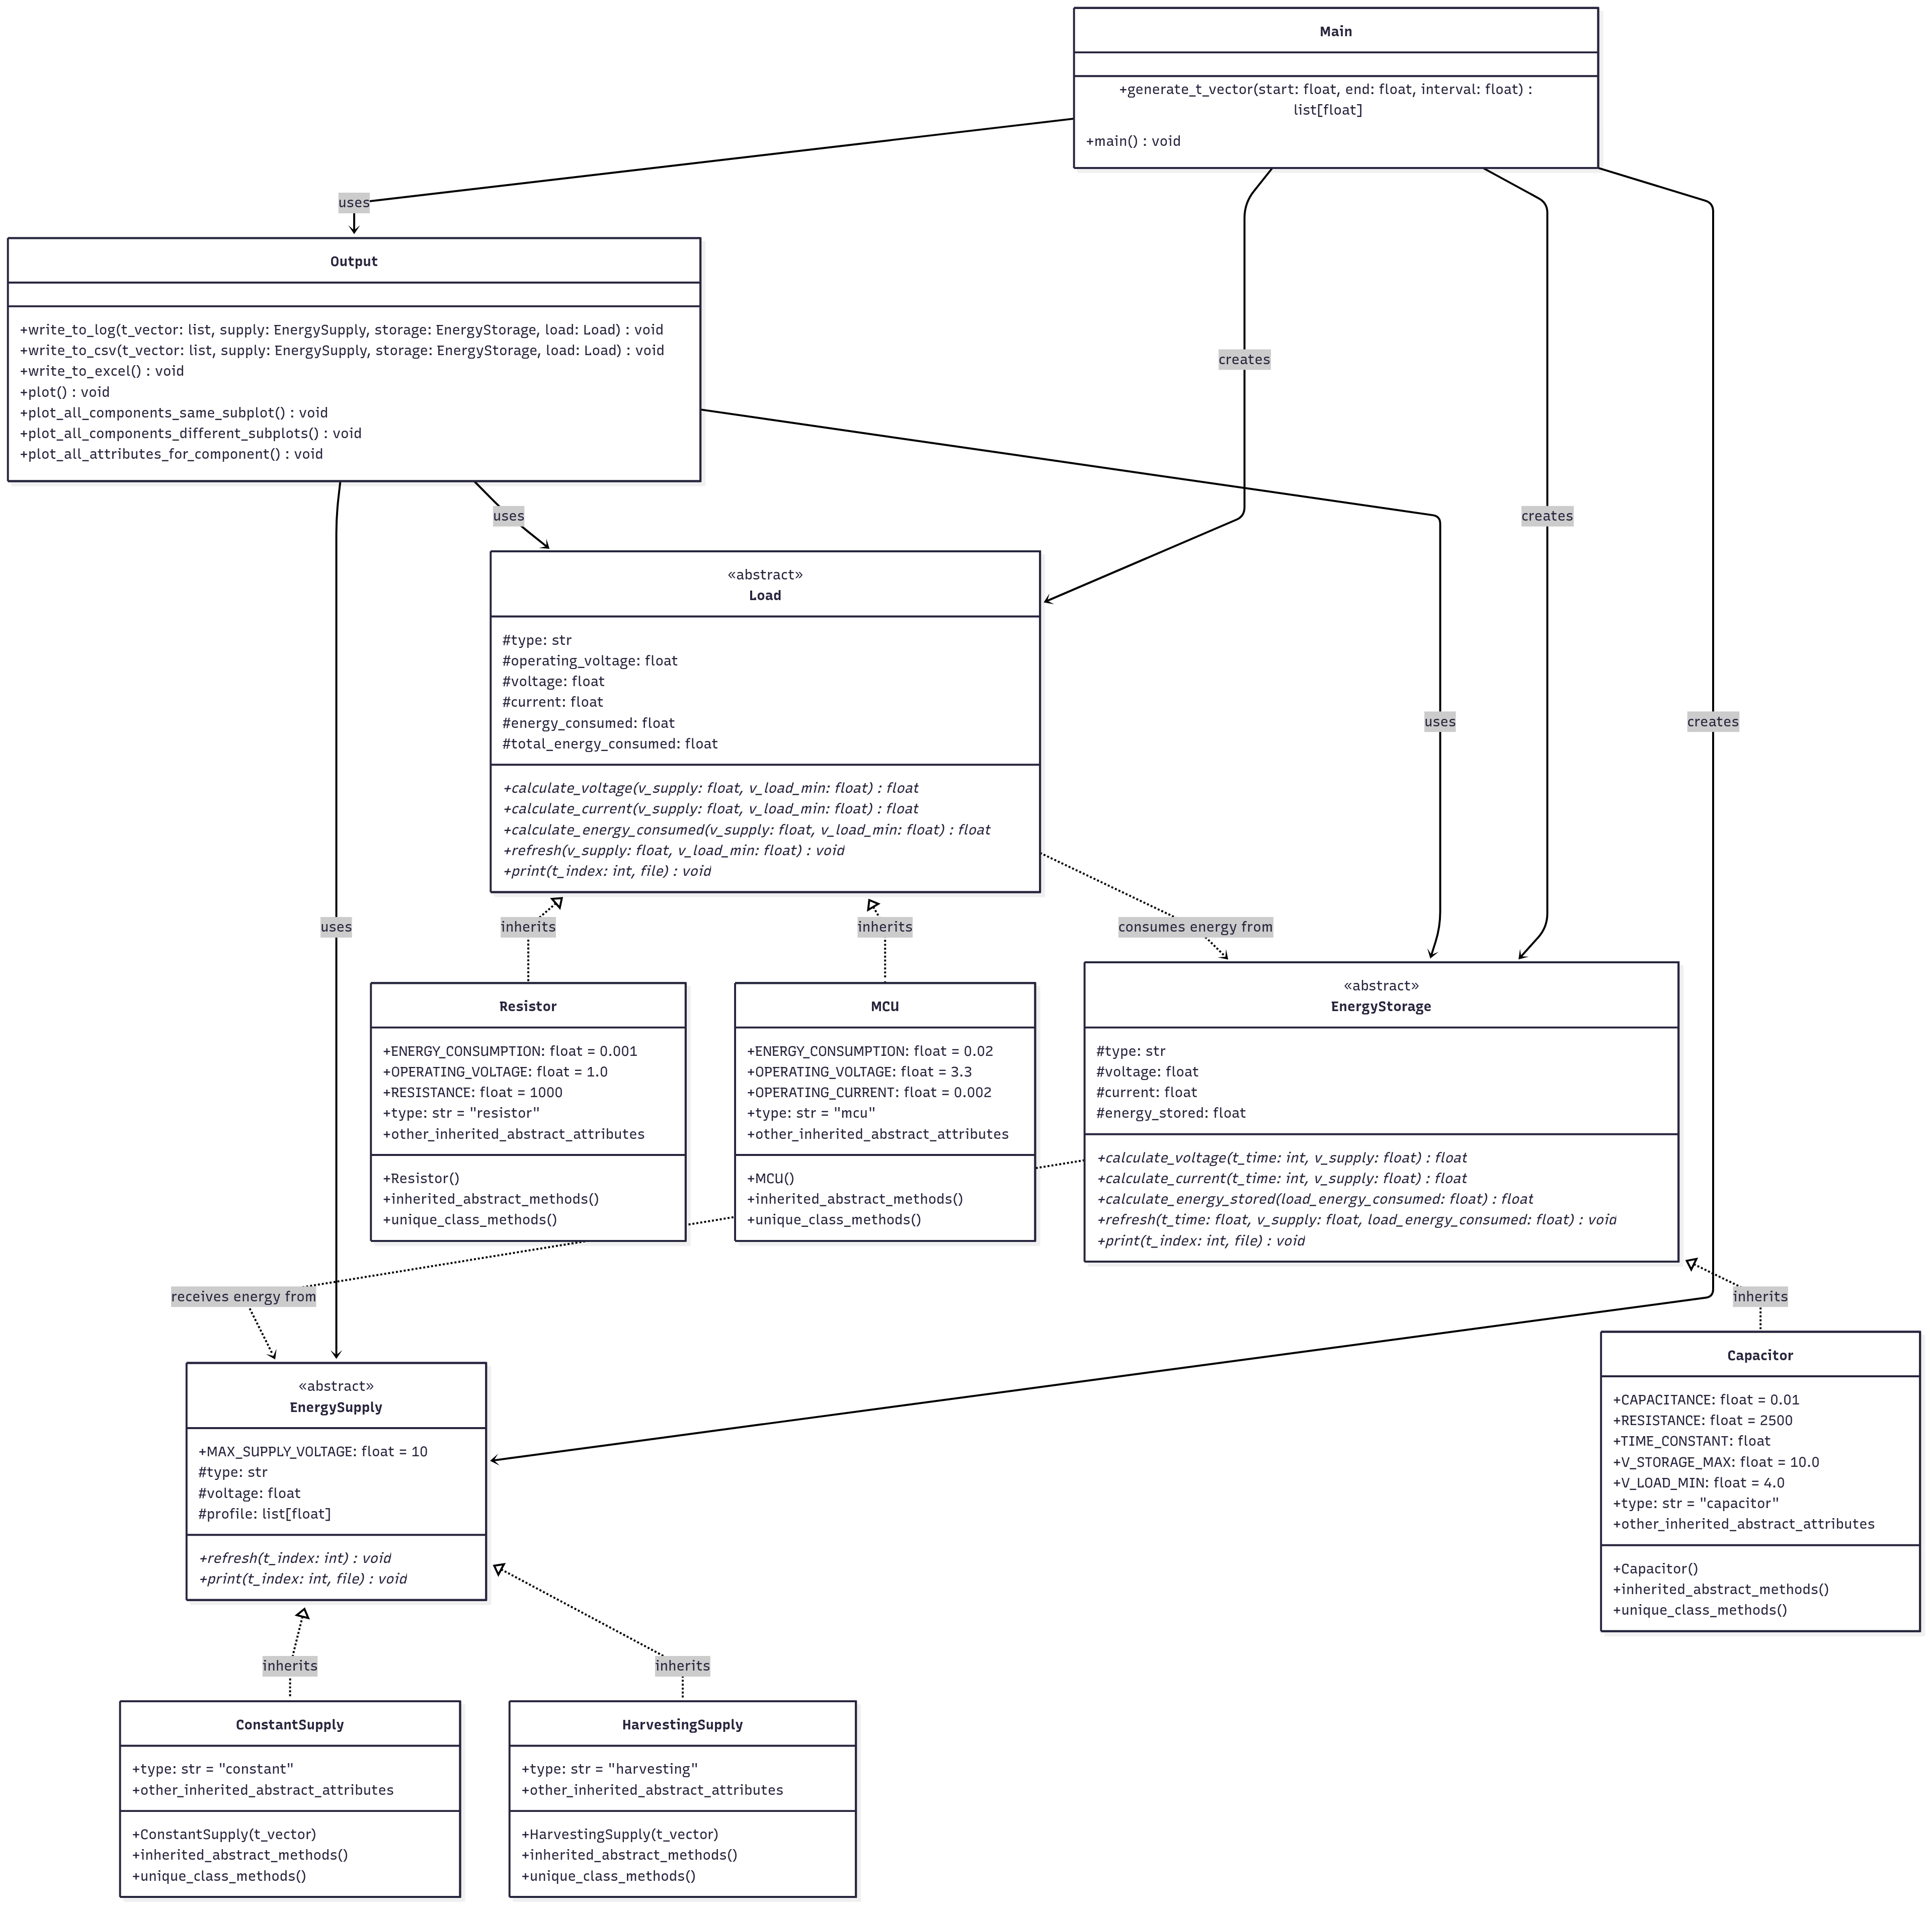 Main
+generate_t_vector(start: float, end: float, interval: float) :
list[float]
+main() : void
uses
Output
+write_to_log(t_vector: list, supply: EnergySupply, storage: EnergyStorage, load: Load) : void
+write_to_csv(t_vector: list, supply: EnergySupply, storage: EnergyStorage, load: Load) : void
+write_to_excel() : void
+plot() : void
+plot_all_components_same_subplot() : void
+plot_all_components_different_subplots() : void
+plot_all_attributes_for_component() : void
creates
uses
creates
«abstract»
Load
#type: str
#operating_voltage: float
#voltage: float
#current: float
#energy_consumed: float
#total_energy_consumed: float
+calculate_voltage(v_supply: float, v_load_min: float) : float
+calculate_current(v_supply: float, v_load_min: float) : float
+calculate_energy_consumed(v_supply: float, v_load_min: float) : float
+refresh(v_supply: float, v_load_min: float) : void
+print(t_index: int, file) : void
uses
creates
uses
inherits
inherits
consumes energy from
Resistor
+ENERGY_CONSUMPTION: float = 0.001
+OPERATING_VOLTAGE: float = 1.0
+RESISTANCE: float = 1000
+type: str = "resistor"
+other_inherited_abstract_attributes
+Resistor()
+inherited_abstract_methods()
+unique_class_methods()
MCU
+ENERGY_CONSUMPTION: float = 0.02
+OPERATING_VOLTAGE: float = 3.3
+OPERATING_CURRENT: float = 0.002
+type: str = "mcu"
+other_inherited_abstract_attributes
+MCU()
+inherited_abstract_methods()
+unique_class_methods()
«abstract»
EnergyStorage
#type: str
#voltage: float
#current: float
#energy_stored: float
+calculate_voltage(t_time: int, v_supply: float) : float
+calculate_current(t_time: int, v_supply: float) : float
+calculate_energy_stored(load_energy_consumed: float) : float
+refresh(t_time: float, v_supply: float, load_energy_consumed: float) : void
+print(t_index: int, file) : void
receives energy from
inherits
«abstract»
EnergySupply
+MAX_SUPPLY_VOLTAGE: float = 10
#type: str
#voltage: float
#profile: list[float]
+refresh(t_index: int) : void
+print(t_index: int, file) : void
Capacitor
+CAPACITANCE: float = 0.01
+RESISTANCE: float = 2500
+TIME_CONSTANT: float
+V_STORAGE_MAX: float = 10.0
+V_LOAD_MIN: float = 4.0
+type: str = "capacitor"
+other_inherited_abstract_attributes
+Capacitor()
+inherited_abstract_methods()
+unique_class_methods()
inherits
inherits
ConstantSupply
+type: str = "constant"
+other_inherited_abstract_attributes
+ConstantSupply(t_vector)
+inherited_abstract_methods()
+unique_class_methods()
HarvestingSupply
+type: str = "harvesting"
+other_inherited_abstract_attributes
+HarvestingSupply(t_vector)
+inherited_abstract_methods()
+unique_class_methods()